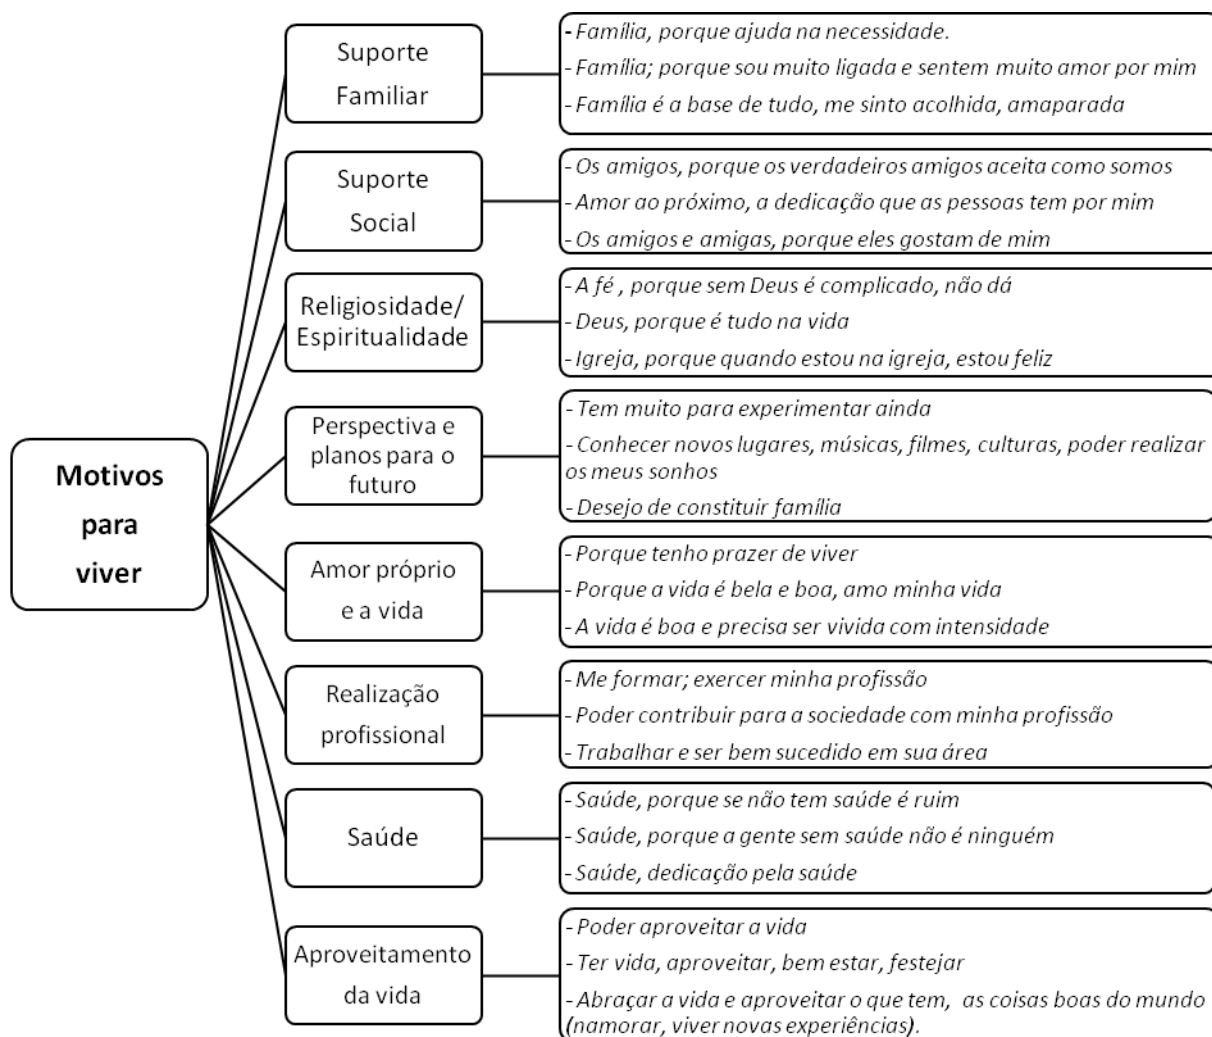 Motivos
para
viver
Suporte
Familiar
- Família, porque ajuda na necessidade.
- Família; porque sou muito ligada e sentem muito amor por mim
- Família é a base de tudo, me sinto acolhida, amaparada
Suporte
Social
- Os amigos, porque os verdadeiros amigos aceita como somos
- Amor ao próximo, a dedicação que as pessoas tem por mim
- Os amigos e amigas, porque eles gostam de mim
Religiosidade/
Espiritualidade
- A fé , porque sem Deus é complicado, não dá
- Deus, porque é tudo na vida
- Igreja, porque quando estou na igreja, estou feliz
Perspectiva e
planos para o
futuro
- Tem muito para experimentar ainda
- Conhecer novos lugares, músicas, filmes, culturas, poder realizar
os meus sonhos
- Desejo de constituir família
Amor próprio
e a vida
- Porque tenho prazer de viver
- Porque a vida é bela e boa, amo minha vida
- A vida é boa e precisa ser vivida com intensidade
Realização
profissional
- Me formar; exercer minha profissão
- Poder contribuir para a sociedade com minha profissão
- Trabalhar e ser bem sucedido em sua área
Saúde
- Saúde, porque se não tem saúde é ruim
- Saúde, porque a gente sem saúde não é ninguém
- Saúde, dedicação pela saúde
Aproveitamento
da vida
- Poder aproveitar a vida
- Ter vida, aproveitar, bem estar, festejar
- Abraçar a vida e aproveitar o que tem, as coisas boas do mundo
(namorar, viver novas experiências).